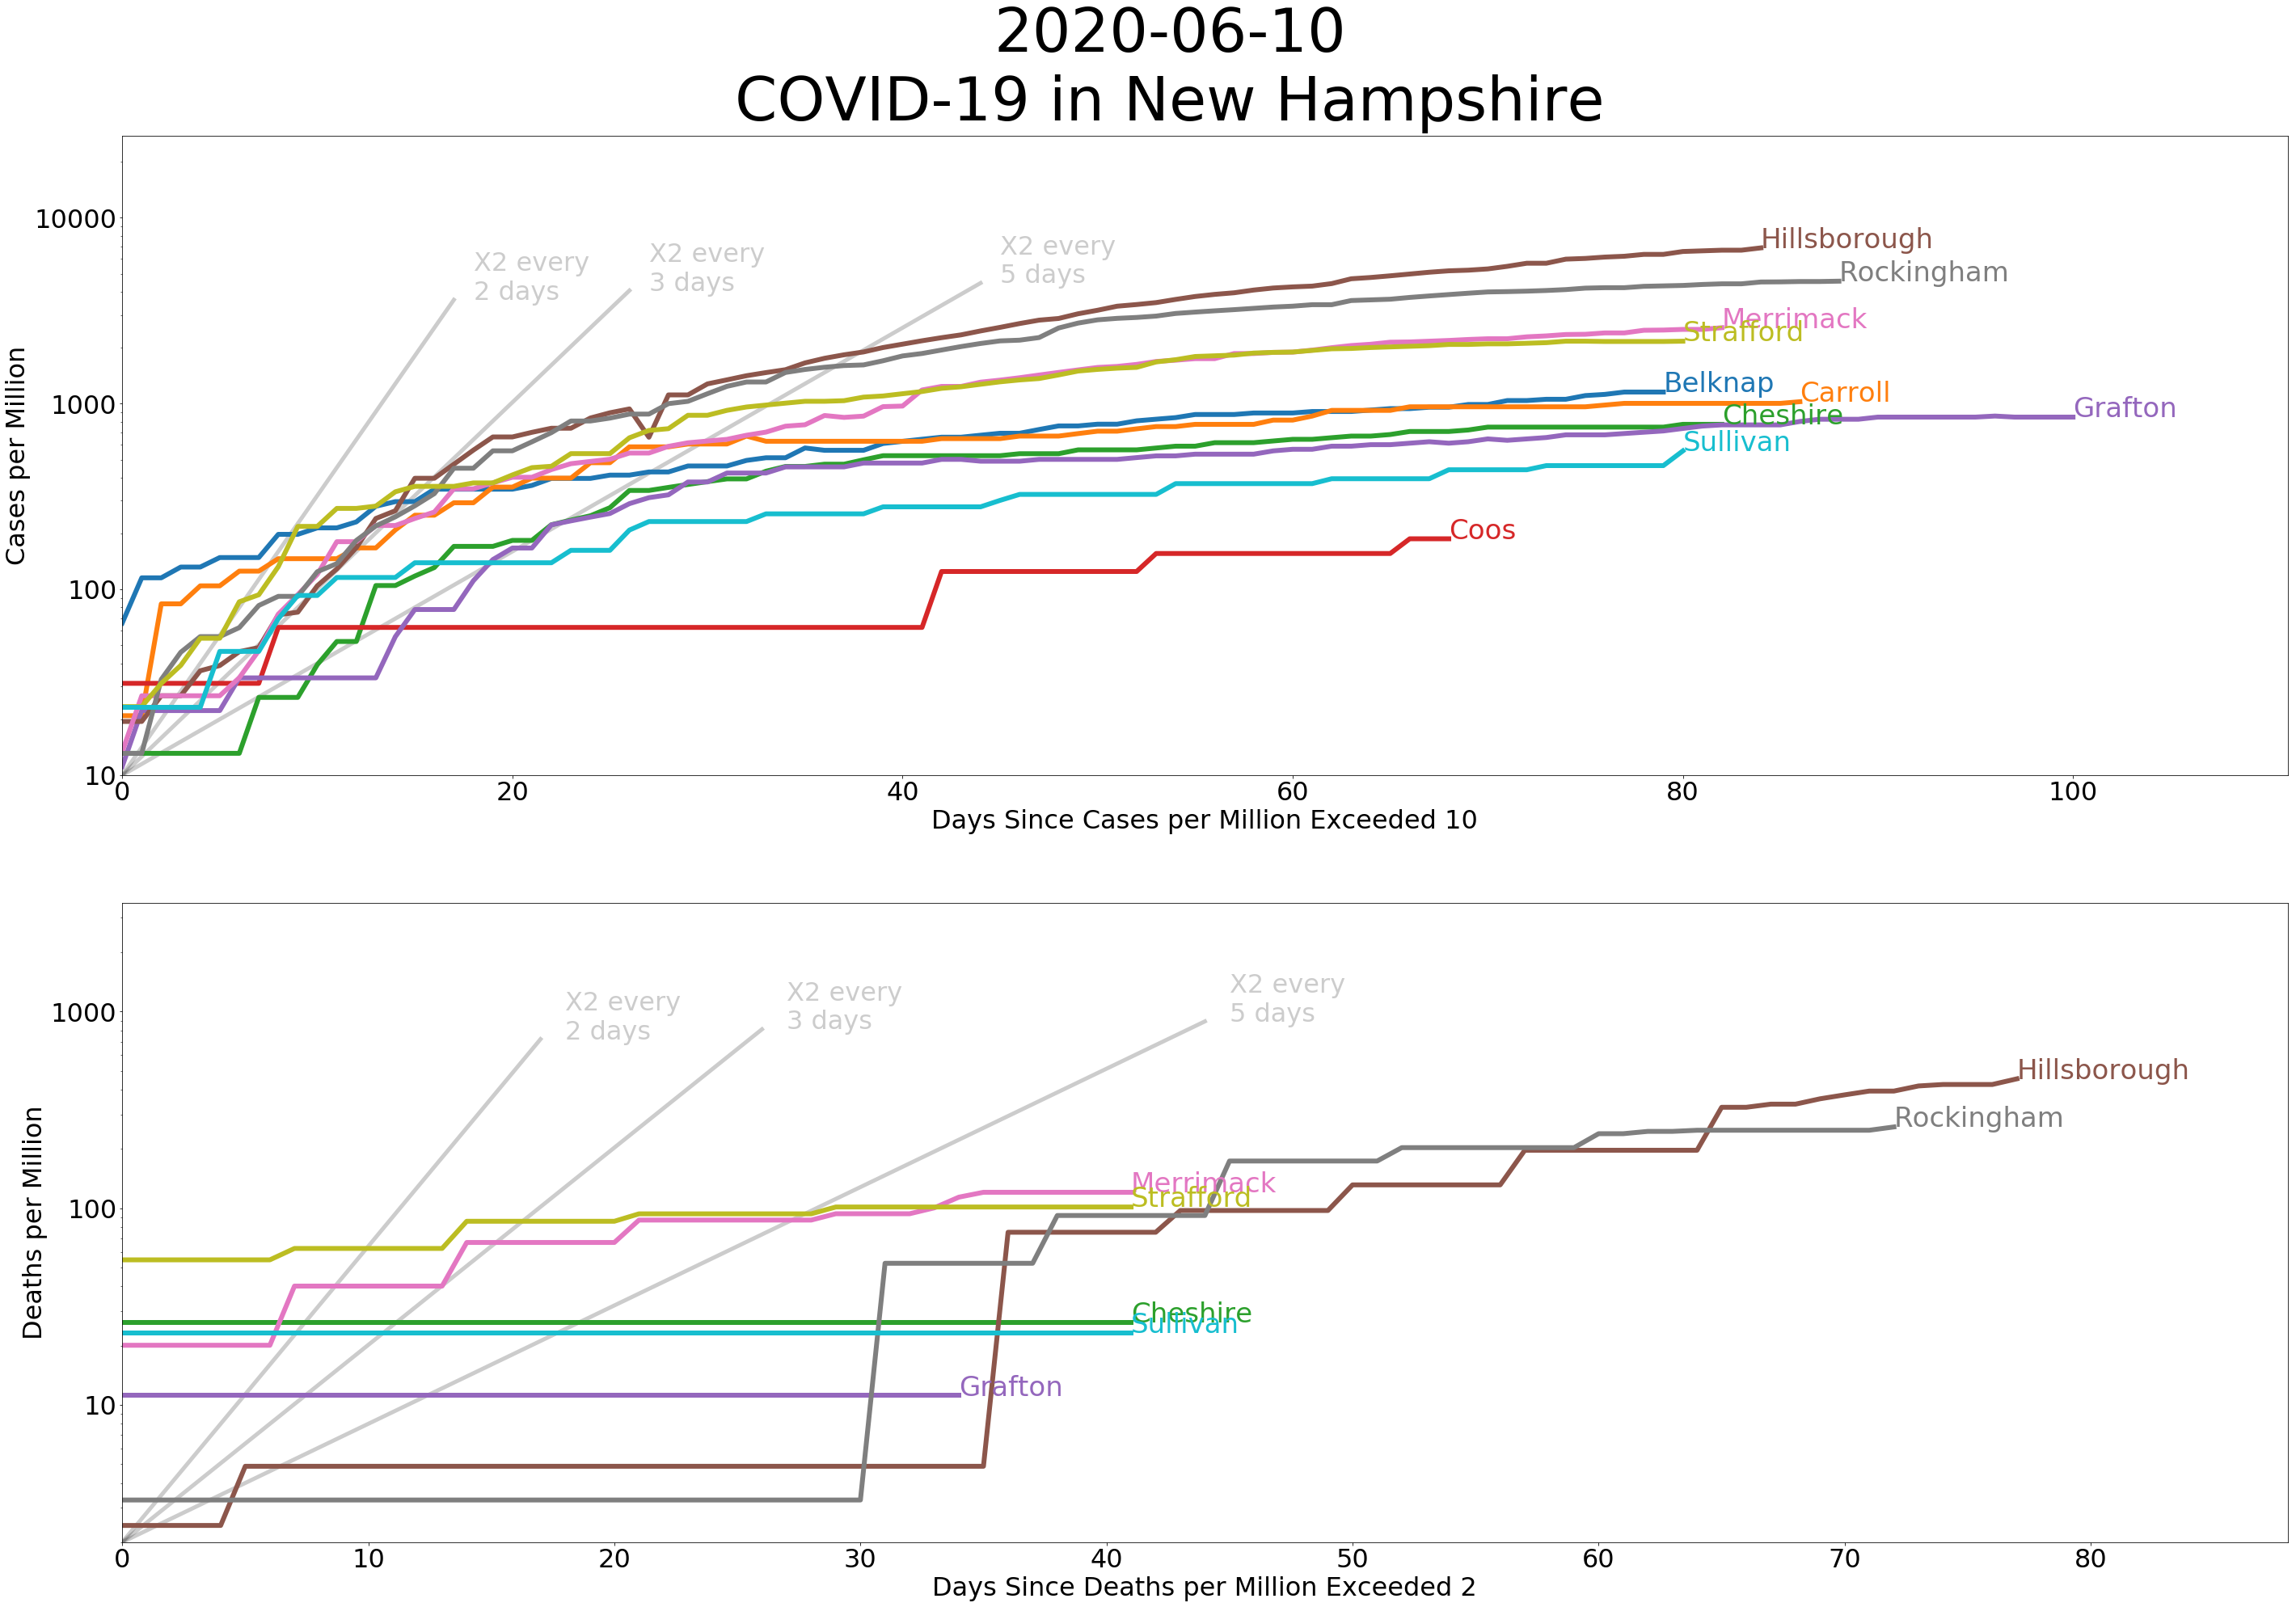 2020-06-10
COVID-19 in New Hampshire
10000
1000
100
10
Cases per Million
X2 every
2 days
X2 every
3 days
X2 every
5 days
Hillsborough
Rockingham
Merrimack
Strafford
Belknap
Carroll
Cheshire
Grafton
Sullivan
Coos
0
20
40
60
80
100
Days Since Cases per Million Exceeded 10
1000
100
10
Deaths per Million
X2 every
2 days
X2 every
3 days
X2 every
5 days
Hillsborough
Rockingham
Merrimack
Strafford
Cheshire
Sullivan
Grafton
0
10
20
30
40
50
60
70
80
Days Since Deaths per Million Exceeded 2